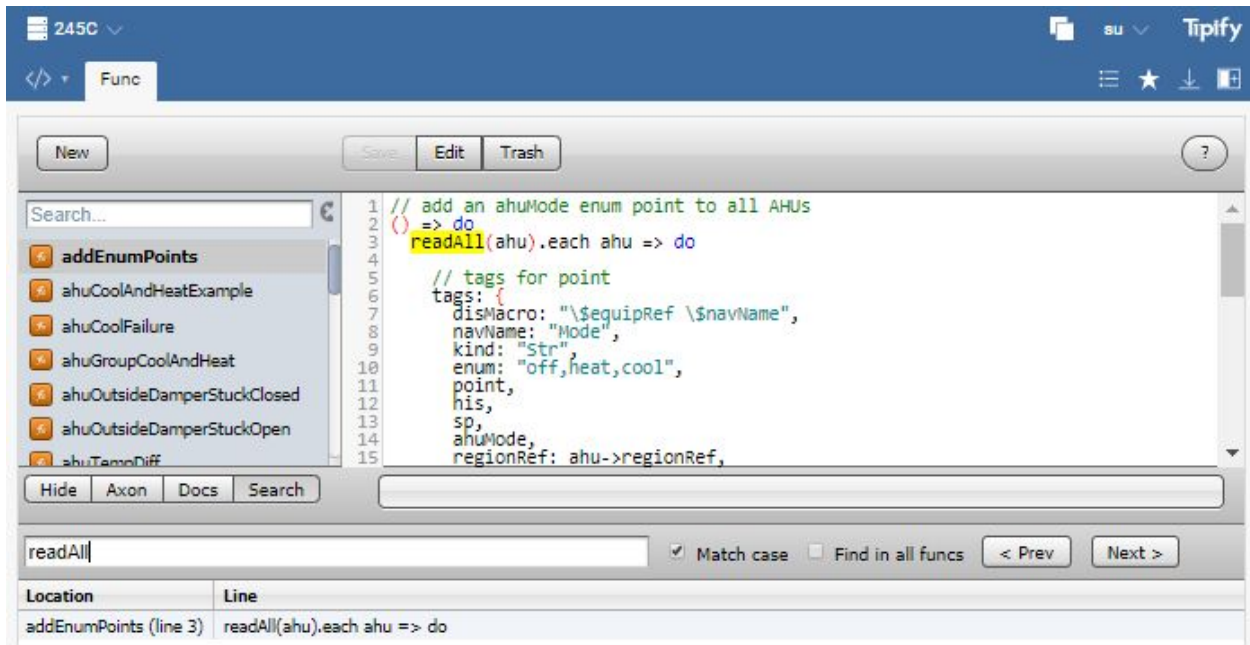 245C su Tipify
</> Func
New Save Edit Trash ?
Search...
addEnumPoints
ahuCoolAndHeatExample
ahuCoolFailure
ahuGroupCoolAndHeat
ahuOutsideDamperStuckClosed
ahuOutsideDamperStuckOpen
ahuTempDiff
1 // add an ahuMode enum point to all AHUs
2 () => do
3 readAll(ahu).each ahu => do
4
5 // tags for point
6 tags: {
7 disMacro: "\$equipRef \$navName",
8 navName: "Mode",
9 kind: "Str",
10 enum: "off,heat,cool",
11 point,
12 his,
13 sp,
14 ahuMode,
15 regionRef: ahu->regionRef,
Hide Axon Docs Search
readAll Match case Find in all funcs < Prev Next >
Location Line
addEnumPoints (line 3) readAll(ahu).each ahu => do